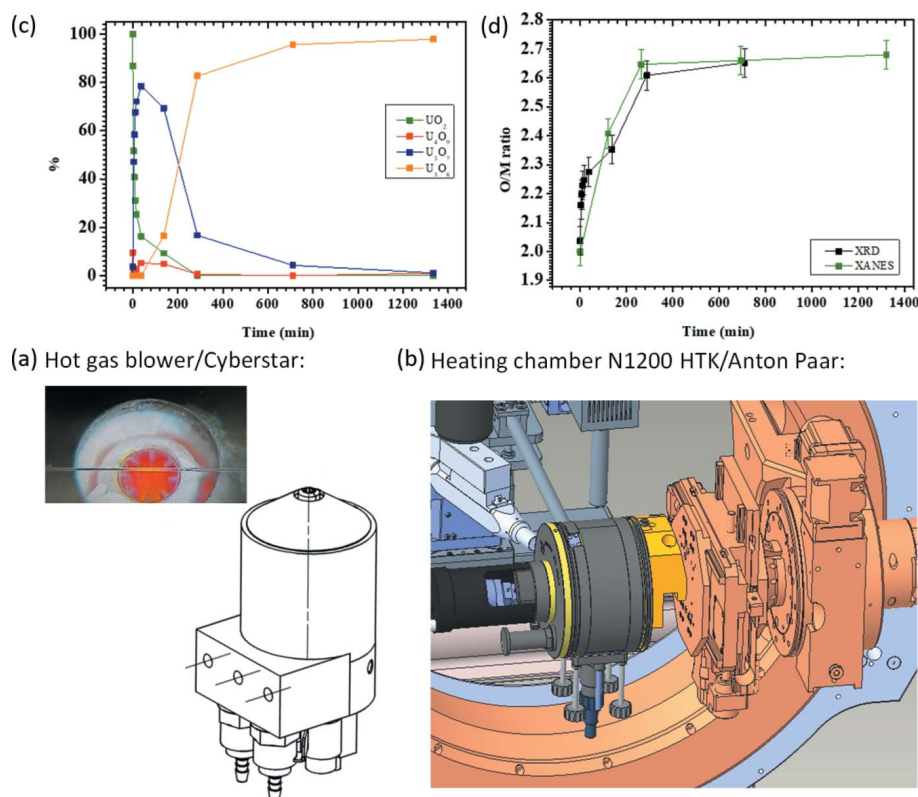 (c)
100
80
60
40
20
0
%
UO₂
U₄O₉
U₃O₇
U₃O₈
0 200 400 600 800 1000 1200 1400
Time (min)
(d)
2.8
2.7
2.6
2.5
2.4
2.3
2.2
2.1
2.0
1.9
O/M ratio
XRD
XANES
0 200 400 600 800 1000 1200 1400
Time (min)
(a) Hot gas blower/Cyberstar:
(b) Heating chamber N1200 HTK/Anton Paar: